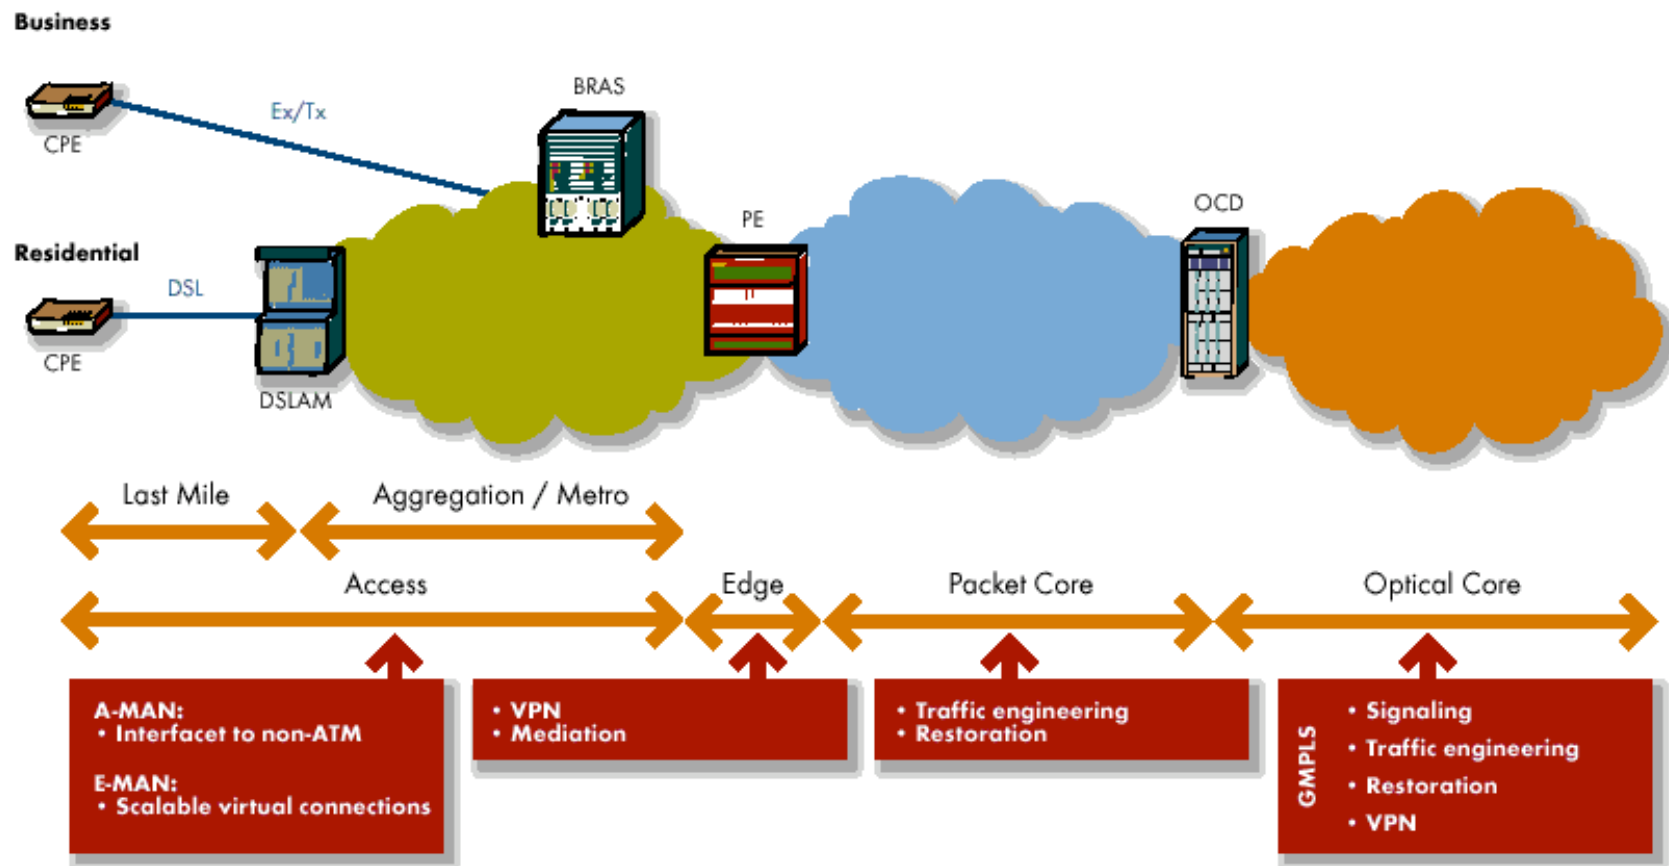 Business
BRAS
Ex/Tx
CPE
OCD
PE
Residential
DSL
CPE
DSLAM
Last Mile
Aggregation / Metro
Access
Edge
Packet Core
Optical Core
A-MAN:
• Interfacet to non-ATM
E-MAN:
• Scalable virtual connections
• VPN
• Mediation
• Traffic engineering
• Restoration
GMPLS
• Signaling
• Traffic engineering
• Restoration
• VPN